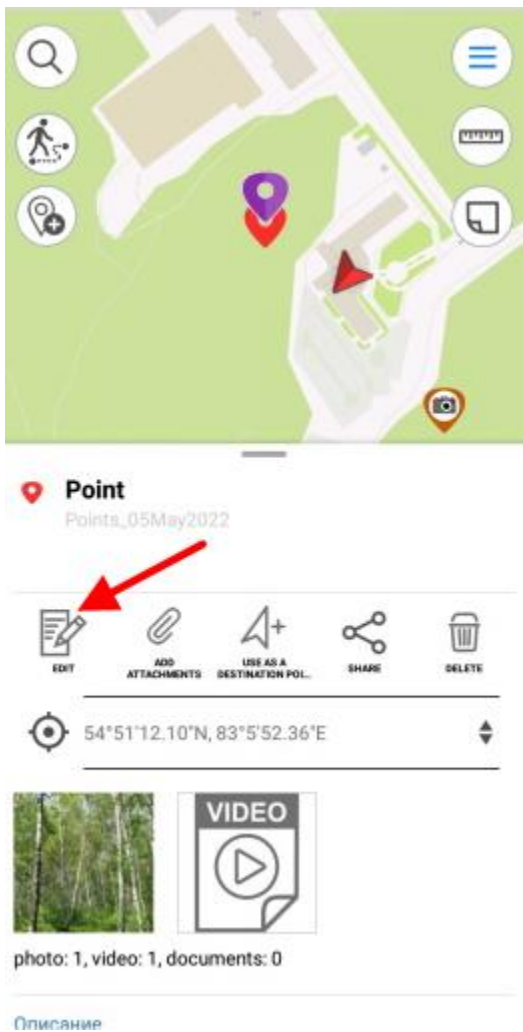 Point
Points_05May2022
EDIT
ADD ATTACHMENTS
USE AS A DESTINATION POI...
SHARE
DELETE
54°51'12.10"N, 83°5'52.36"E
VIDEO
photo: 1, video: 1, documents: 0
Описание